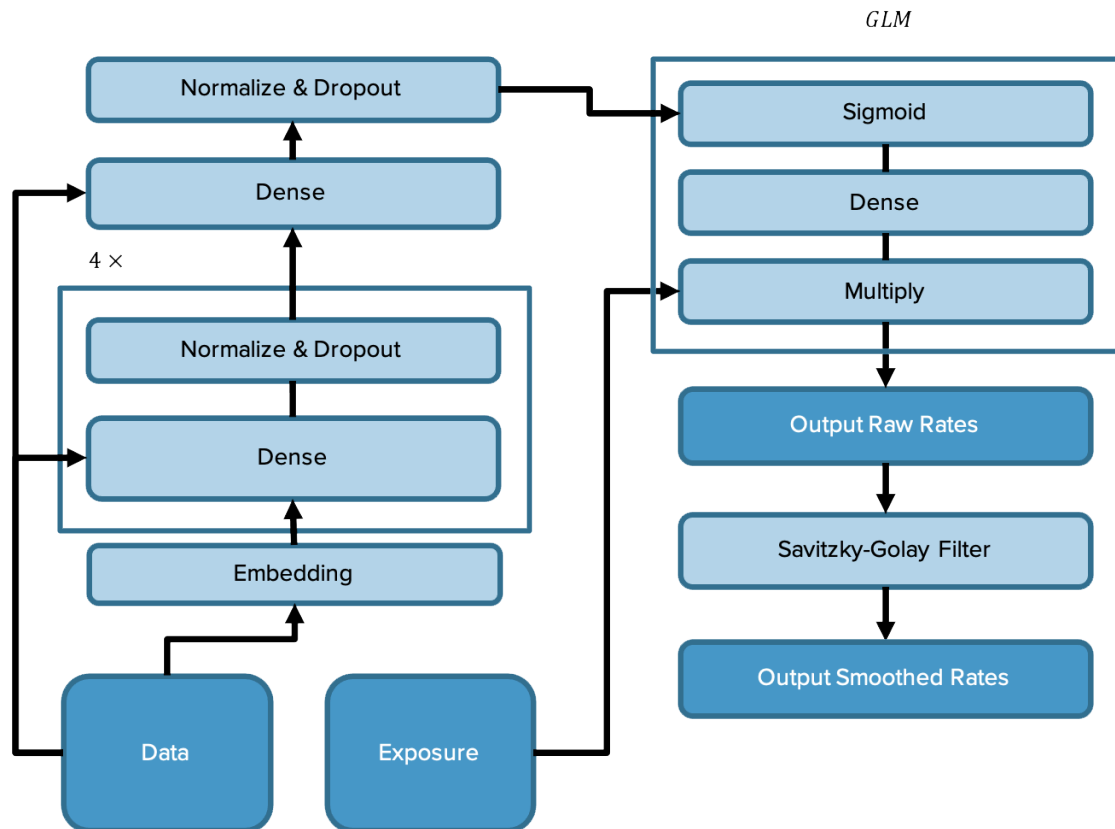 GLM
Normalize & Dropout
Sigmoid
Dense
Dense
4 ×
Multiply
Normalize & Dropout
Output Raw Rates
Dense
Savitzky-Golay Filter
Embedding
Output Smoothed Rates
Data
Exposure